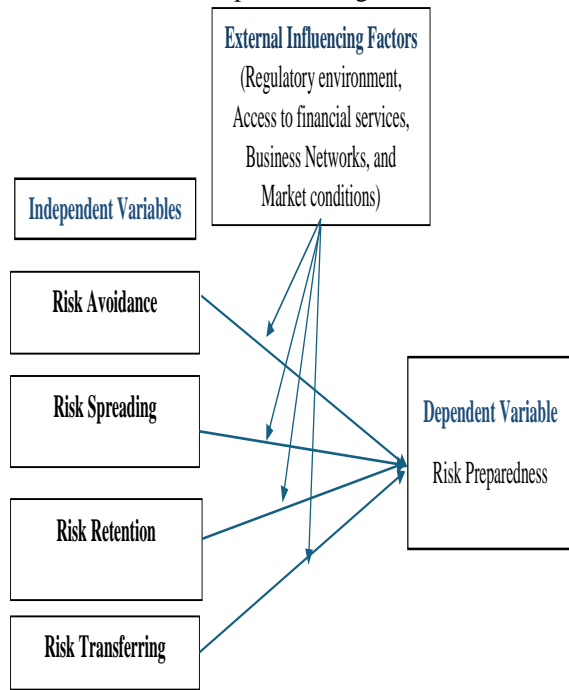 External Influencing Factors
(Regulatory environment,
Access to financial services,
Business Networks, and
Market conditions)
Independent Variables
Risk Avoidance
Risk Spreading
Dependent Variable
Risk Preparedness
Risk Retention
Risk Transferring